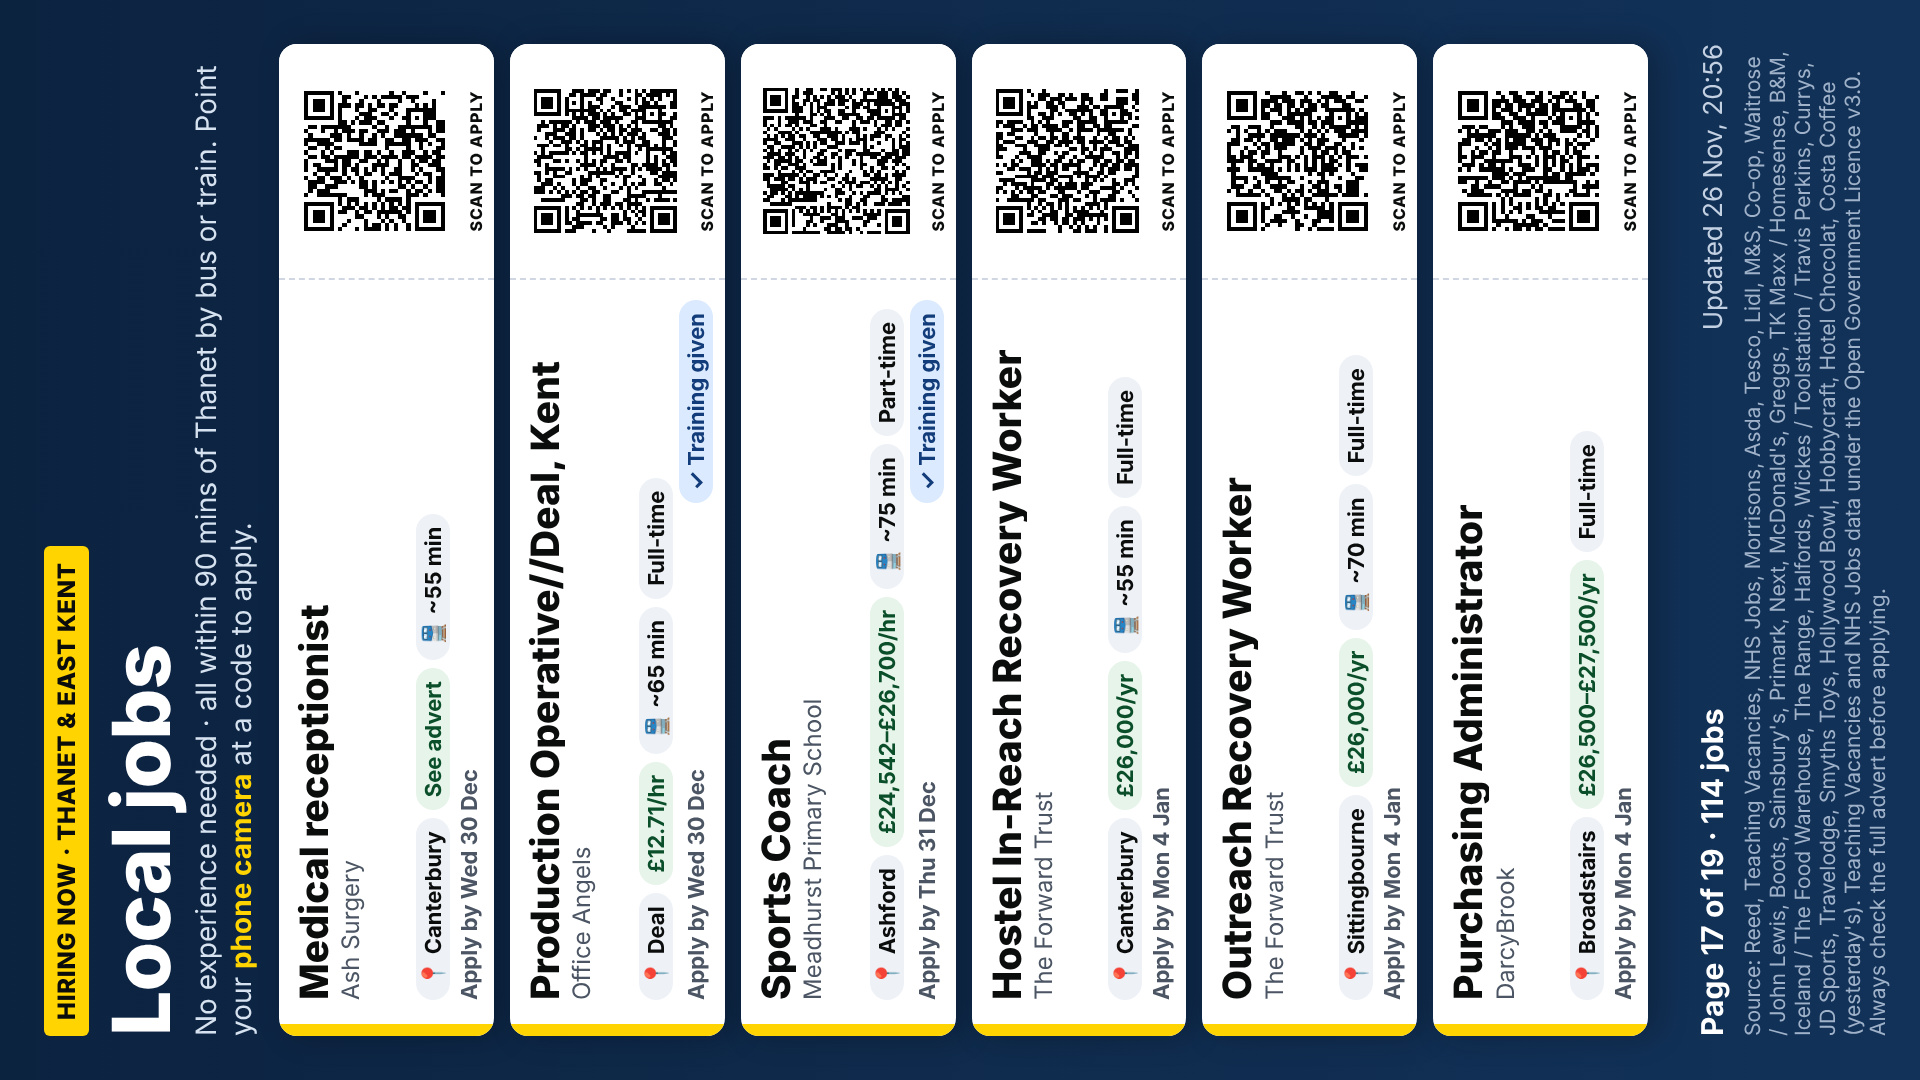 HIRING NOW · THANET & EAST KENT
Local jobs
No experience needed · all within 90 mins of Thanet by bus or train. Point
your phone camera at a code to apply.
Medical receptionist
Ash Surgery
📍 Canterbury
See advert
🚆 ~55 min
Apply by Wed 30 Dec
SCAN TO APPLY
Production Operative//Deal, Kent
Office Angels
📍 Deal
£12.71/hr
🚆 ~65 min
Full-time
✓ Training given
Apply by Wed 30 Dec
SCAN TO APPLY
Sports Coach
Meadhurst Primary School
📍 Ashford
£24,542–£26,700/hr
🚆 ~75 min
Part-time
✓ Training given
Apply by Thu 31 Dec
SCAN TO APPLY
Hostel In-Reach Recovery Worker
The Forward Trust
📍 Canterbury
£26,000/yr
🚆 ~55 min
Full-time
Apply by Mon 4 Jan
SCAN TO APPLY
Outreach Recovery Worker
The Forward Trust
📍 Sittingbourne
£26,000/yr
🚆 ~70 min
Full-time
Apply by Mon 4 Jan
SCAN TO APPLY
Purchasing Administrator
DarcyBrook
📍 Broadstairs
£26,500–£27,500/yr
Full-time
Apply by Mon 4 Jan
SCAN TO APPLY
Page 17 of 19 · 114 jobs
Updated 26 Nov, 20:56
Source: Reed, Teaching Vacancies, NHS Jobs, Morrisons, Asda, Tesco, Lidl, M&S, Co-op, Waitrose
/ John Lewis, Boots, Sainsbury's, Primark, Next, McDonald's, Greggs, TK Maxx / Homesense, B&M,
Iceland / The Food Warehouse, The Range, Halfords, Wickes / Toolstation / Travis Perkins, Currys,
JD Sports, Travelodge, Smyths Toys, Hollywood Bowl, Hobbycraft, Hotel Chocolat, Costa Coffee
(yesterday's). Teaching Vacancies and NHS Jobs data under the Open Government Licence v3.0.
Always check the full advert before applying.